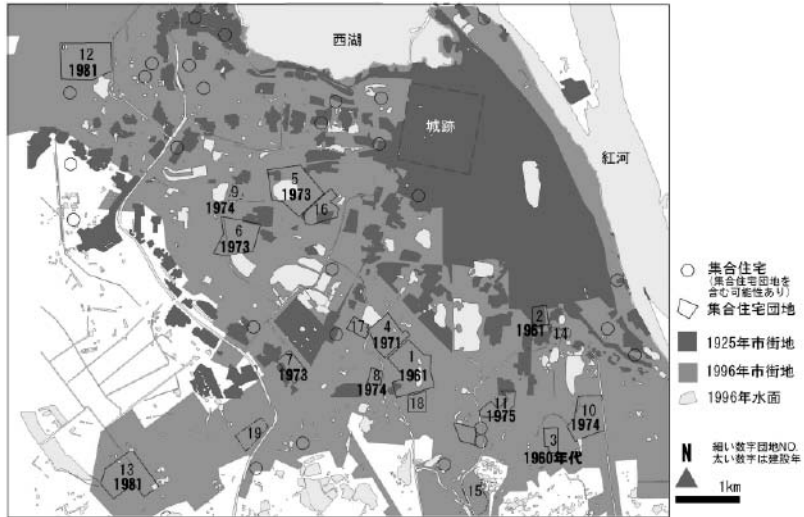 西湖
12
1981
城跡
紅河
5
1973
9
1974
16
6
1973
2
1961
14
17
4
1971
1
1961
7
1973
8
1974
18
11
1975
10
1974
3
1960年代
19
13
1981
15
集合住宅
(集合住宅団地を
含む可能性あり)
集合住宅団地
1925年市街地
1996年市街地
1996年水面
N
細い数字団地NO.
太い数字は建設年
1km